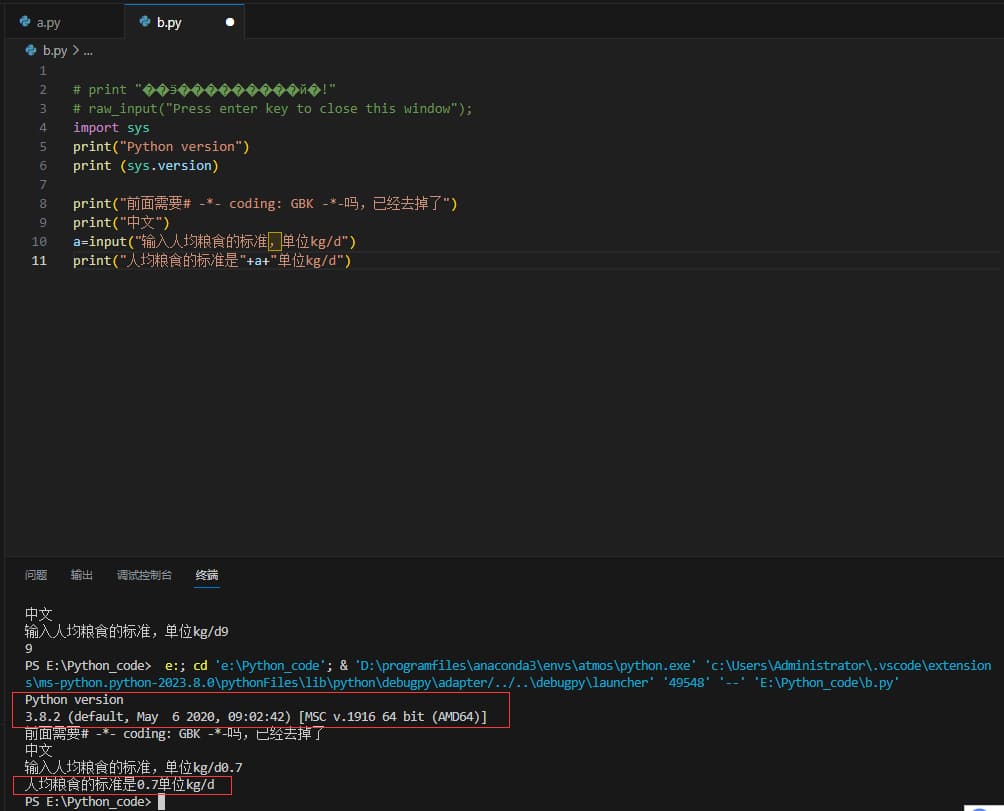 a.py b.py
b.py > ...
1
2 # print "��ӭ���������ӣ�!"
3 # raw_input("Press enter key to close this window");
4 import sys
5 print("Python version")
6 print (sys.version)
7
8 print("前面需要# -*- coding: GBK -*-吗，已经去掉了")
9 print("中文")
10 a=input("输入人均粮食的标准，单位kg/d")
11 print("人均粮食的标准是"+a+"单位kg/d")
问题 输出 调试控制台 终端
中文
输入人均粮食的标准，单位kg/d9
9
PS E:\Python_code> e:; cd 'e:\Python_code'; & 'D:\programfiles\anaconda3\envs\atmos\python.exe' 'c:\Users\Administrator\.vscode\extension
s\ms-python.python-2023.8.0\pythonFiles\lib\python\debugpy\adapter/../..\debugpy\launcher' '49548' '--' 'E:\Python_code\b.py'
Python version
3.8.2 (default, May  6 2020, 09:02:42) [MSC v.1916 64 bit (AMD64)]
前面需要# -*- coding: GBK -*-吗，已经去掉了
中文
输入人均粮食的标准，单位kg/d0.7
人均粮食的标准是0.7单位kg/d
PS E:\Python_code>